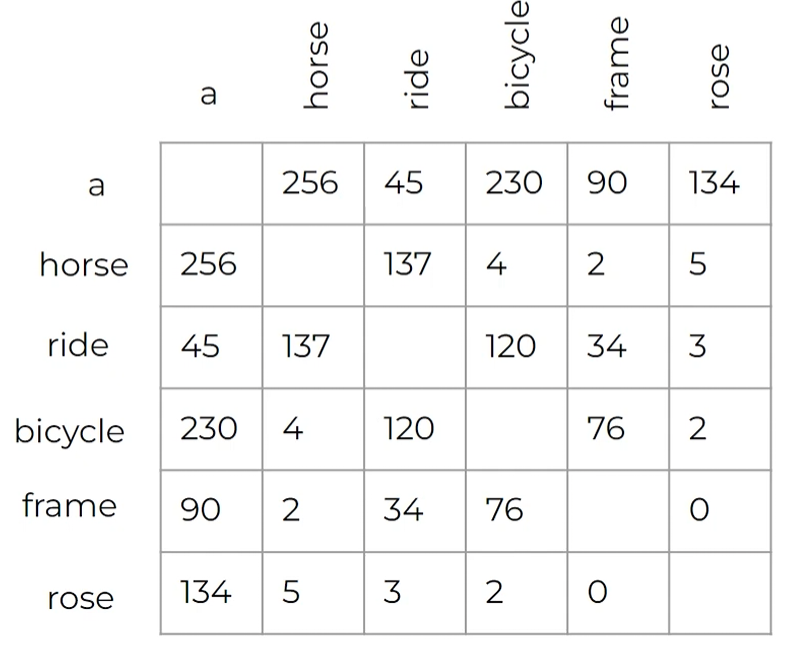 a horse ride bicycle frame rose
a 256 45 230 90 134
horse 256 137 4 2 5
ride 45 137 120 34 3
bicycle 230 4 120 76 2
frame 90 2 34 76 0
rose 134 5 3 2 0